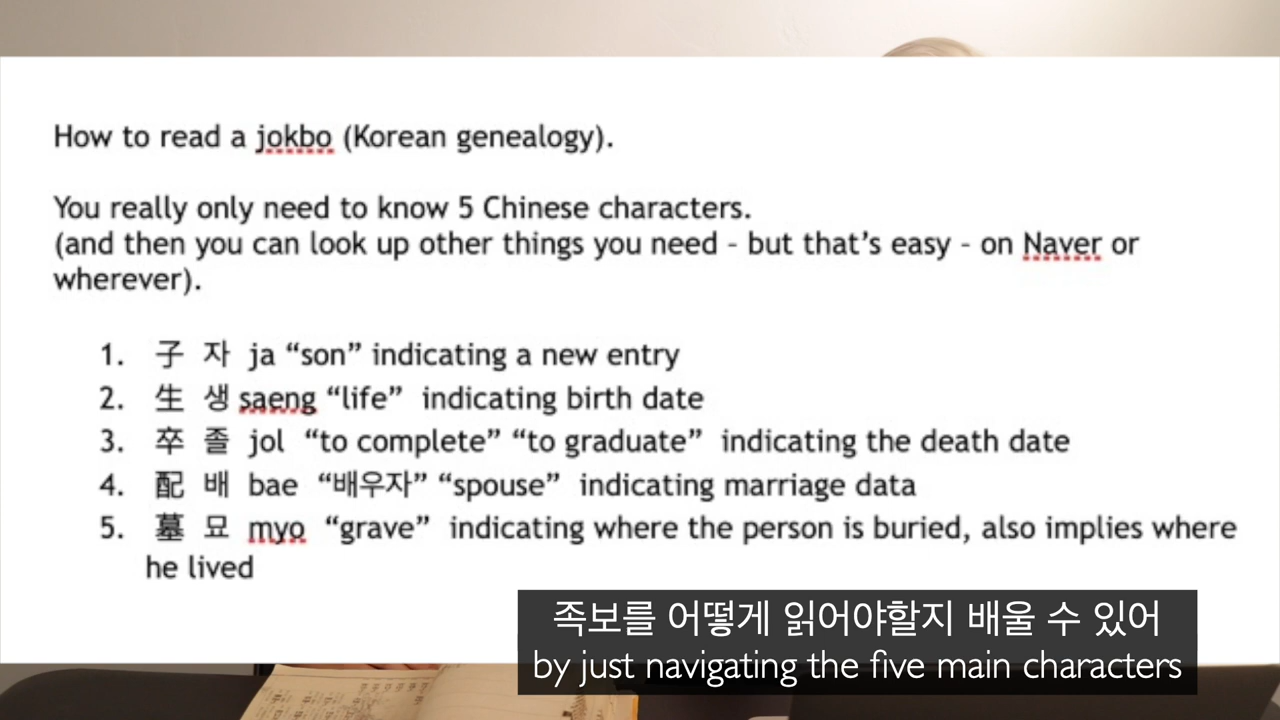 How to read a jokbo (Korean genealogy).
You really only need to know 5 Chinese characters.
(and then you can look up other things you need - but that’s easy - on Naver or
wherever).
1. 子 자 ja “son” indicating a new entry
2. 生 생 saeng “life” indicating birth date
3. 卒 졸 jol “to complete” “to graduate” indicating the death date
4. 配 배 bae “배우자” “spouse” indicating marriage data
5. 墓 묘 myo “grave” indicating where the person is buried, also implies where
he lived
족보를 어떻게 읽어야할지 배울 수 있어
by just navigating the five main characters